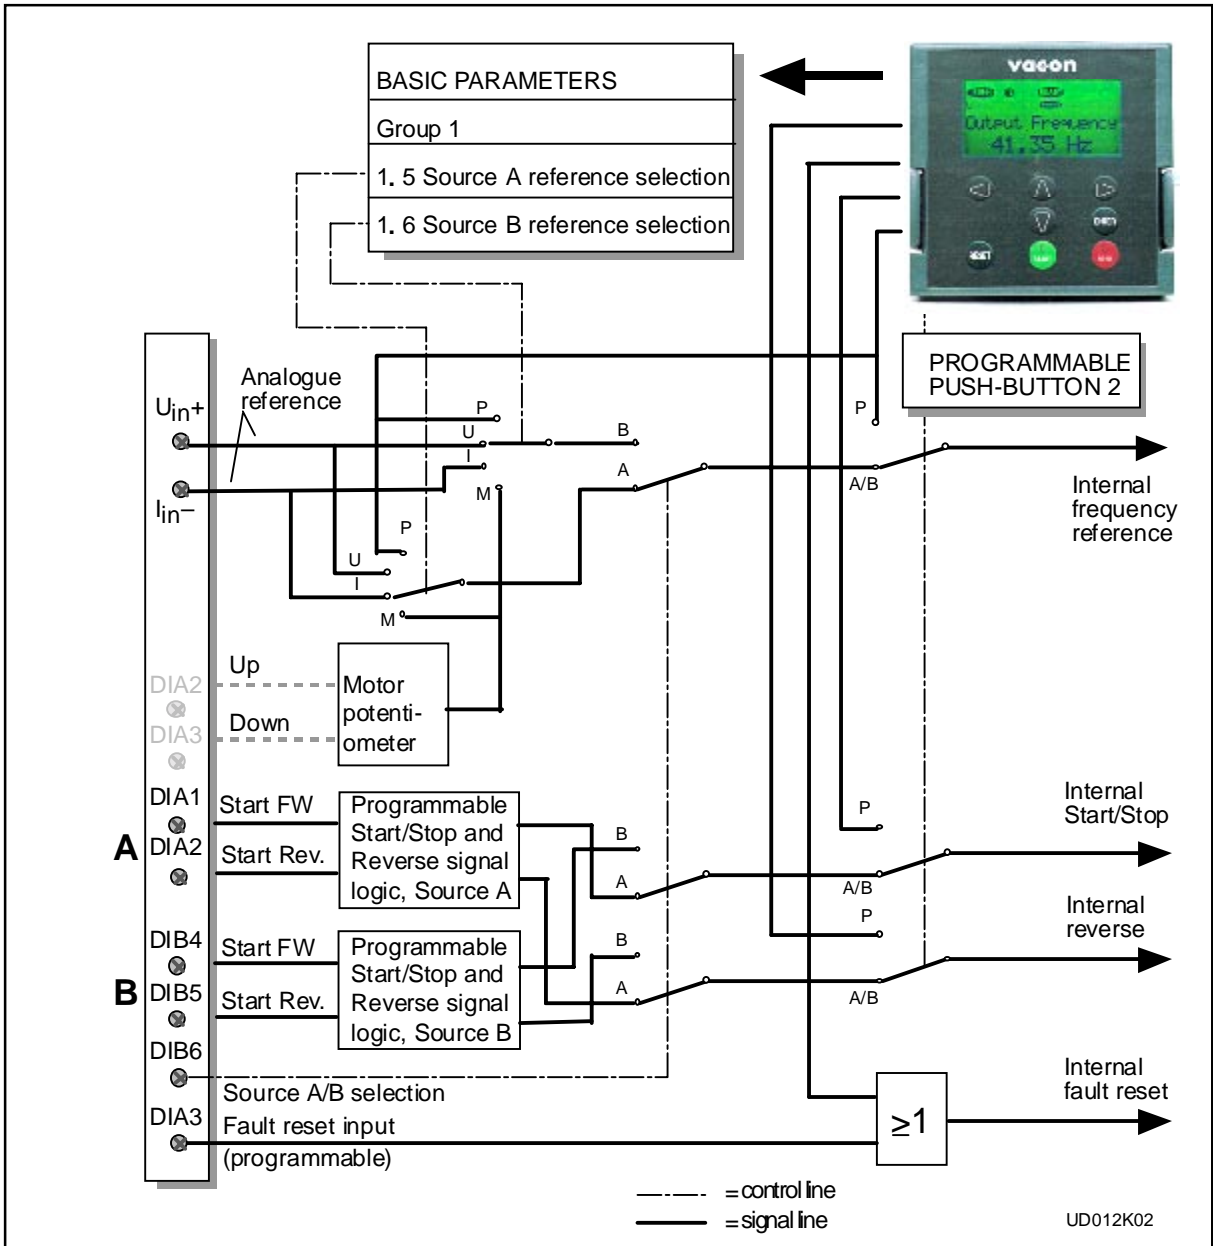 BASIC PARAMETERS
Group 1
1. 5 Source A reference selection
1. 6 Source B reference selection
vacon
Output Frequency
41.35 Hz
ENTER
RESET
PROGRAMMABLE
PUSH-BUTTON 2
Analogue
reference
Uin+
Iin−
P
U
I
M
B
A
P
A/B
Internal
frequency
reference
P
U
I
M
DIA2
Up
DIA3
Down
Motor
potenti-
ometer
A
DIA1
Start FW
DIA2
Start Rev.
Programmable
Start/Stop and
Reverse signal
logic, Source A
B
A
P
A/B
Internal
Start/Stop
B
DIB4
Start FW
DIB5
Start Rev.
Programmable
Start/Stop and
Reverse signal
logic, Source B
B
A
P
A/B
Internal
reverse
DIB6
Source A/B selection
DIA3
Fault reset input
(programmable)
≥1
Internal
fault reset
= control line
= signal line
UD012K02